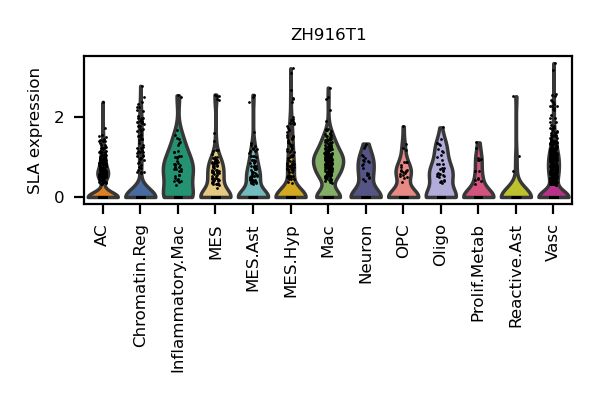 ZH916T1
SLA expression
2
0
AC
Chromatin.Reg
Inflammatory.Mac
MES
MES.Ast
MES.Hyp
Mac
Neuron
OPC
Oligo
Prolif.Metab
Reactive.Ast
Vasc